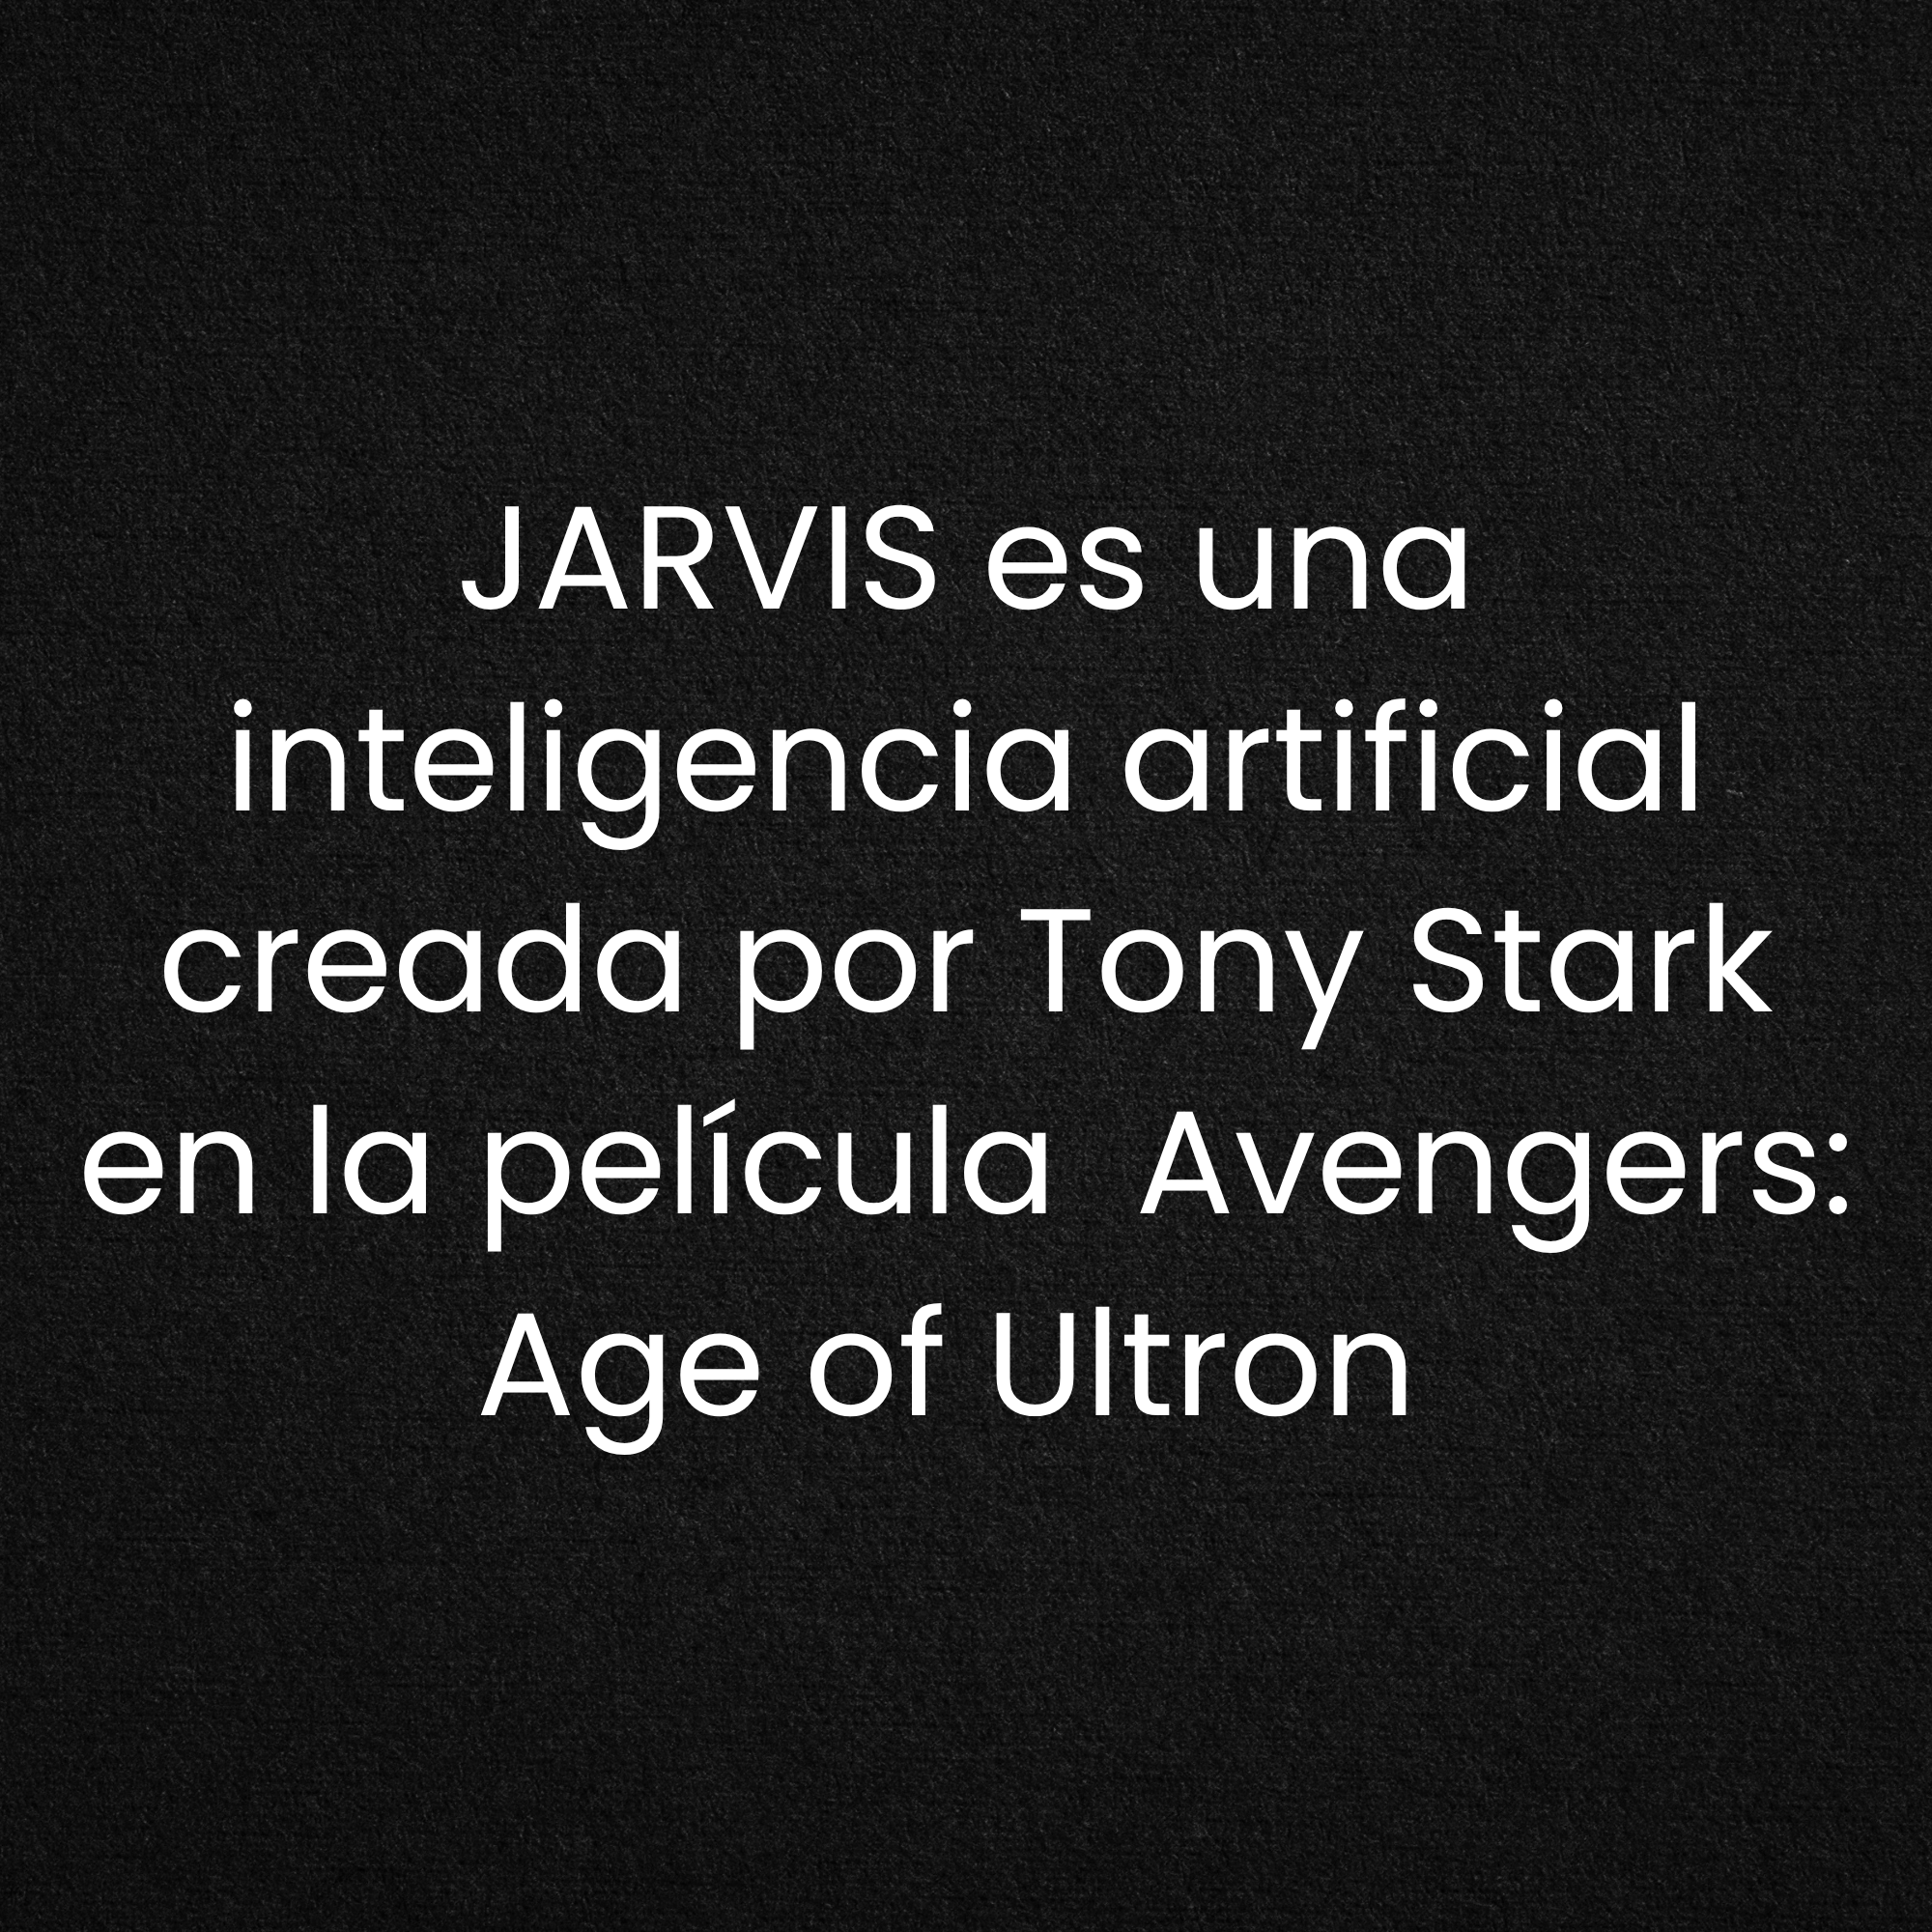 JARVIS es una
inteligencia artificial
creada por Tony Stark
en la película  Avengers:
Age of Ultron